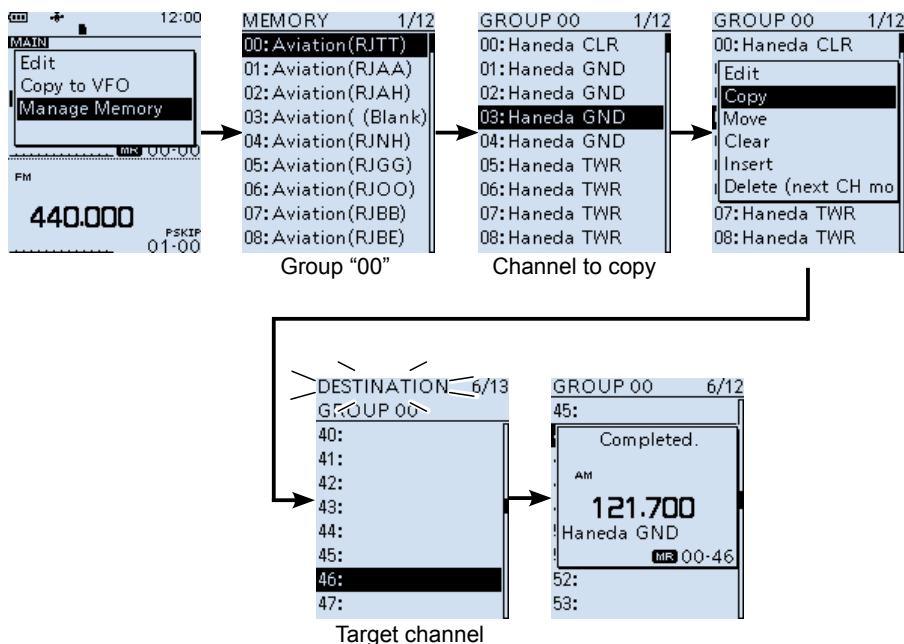 12:00
MAIN
Edit
Copy to VFO
Manage Memory
MR 00-00
FM
440.000
PSKIP
01-00
MEMORY 1/12
00:Aviation(RJTT)
01:Aviation(RJAA)
02:Aviation(RJAH)
03:Aviation( (Blank)
04:Aviation(RJNH)
05:Aviation(RJGG)
06:Aviation(RJOO)
07:Aviation(RJBB)
08:Aviation(RJBE)
Group “00”
GROUP 00 1/12
00:Haneda CLR
01:Haneda GND
02:Haneda GND
03:Haneda GND
04:Haneda GND
05:Haneda TWR
06:Haneda TWR
07:Haneda TWR
08:Haneda TWR
Channel to copy
GROUP 00 1/12
00:Haneda CLR
Edit
Copy
Move
Clear
Insert
Delete (next CH mo
07:Haneda TWR
08:Haneda TWR
DESTINATION 6/13
GROUP 00
40:
41:
42:
43:
44:
45:
46:
47:
Target channel
GROUP 00 6/12
45:
Completed.
AM
121.700
Haneda GND
MR 00-46
52:
53: